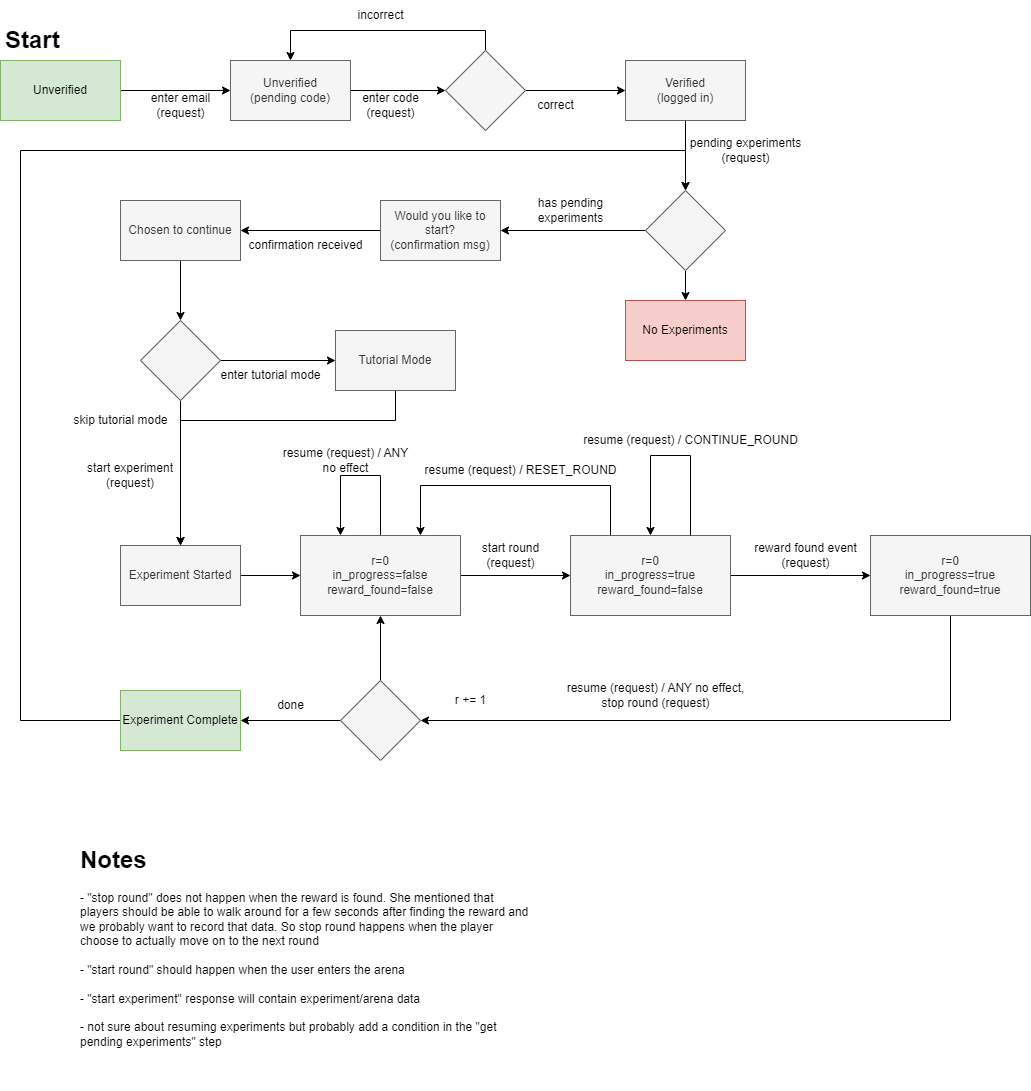 incorrect
Start
Unverified
enter email
(request)
Unverified
(pending code)
enter code
(request)
correct
Verified
(logged in)
pending experiments
(request)
has pending
experiments
Would you like to
start?
(confirmation msg)
confirmation received
Chosen to continue
No Experiments
enter tutorial mode
Tutorial Mode
skip tutorial mode
start experiment
(request)
resume (request) / ANY
no effect
resume (request) / RESET_ROUND
resume (request) / CONTINUE_ROUND
Experiment Started
r=0
in_progress=false
reward_found=false
start round
(request)
r=0
in_progress=true
reward_found=false
reward found event
(request)
r=0
in_progress=true
reward_found=true
resume (request) / ANY no effect,
stop round (request)
r += 1
done
Experiment Complete
Notes
- "stop round" does not happen when the reward is found. She mentioned that
players should be able to walk around for a few seconds after finding the reward and
we probably want to record that data. So stop round happens when the player
choose to actually move on to the next round
- "start round" should happen when the user enters the arena
- "start experiment" response will contain experiment/arena data
- not sure about resuming experiments but probably add a condition in the "get
pending experiments" step